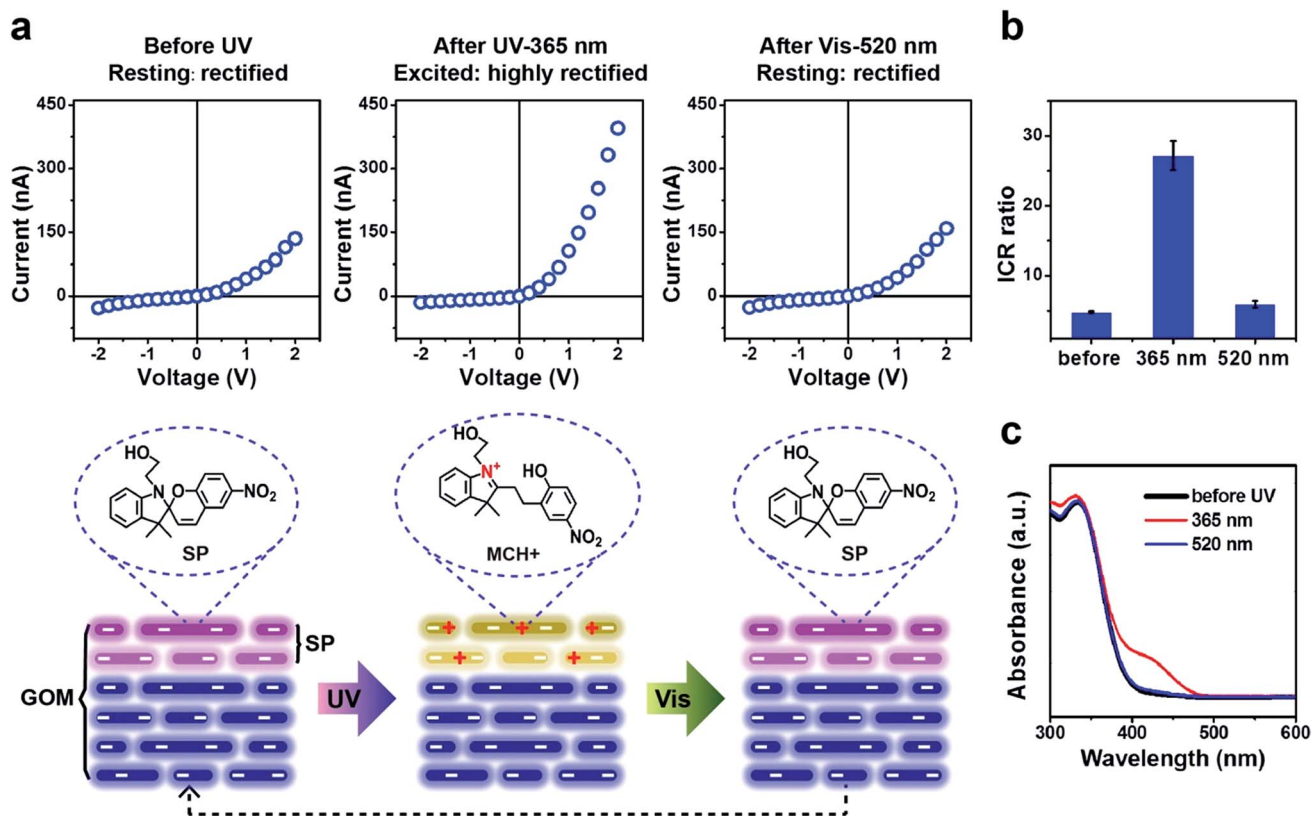 a
Before UV
Resting: rectified
After UV-365 nm
Excited: highly rectified
After Vis-520 nm
Resting: rectified
450
300
150
0
Current (nA)
-2 -1 0 1 2
Voltage (V)
450
300
150
0
Current (nA)
-2 -1 0 1 2
Voltage (V)
450
300
150
0
Current (nA)
-2 -1 0 1 2
Voltage (V)
b
30
20
10
ICR ratio
before 365 nm 520 nm
HO
N O
NO2
SP
HO
N+
HO
NO2
MCH+
HO
N O
NO2
SP
GOM
SP
UV
Vis
c
before UV
365 nm
520 nm
Absorbance (a.u.)
300 400 500 600
Wavelength (nm)